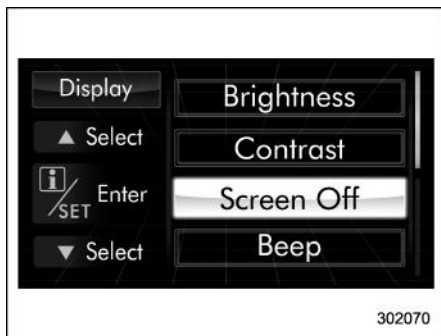 Display
▲ Select
i/SET Enter
▼ Select
Brightness
Contrast
Screen Off
Beep
302070